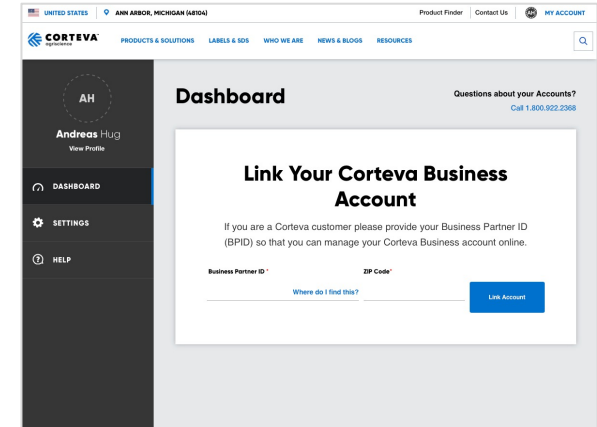 UNITED STATES
ANN ARBOR, MICHIGAN (48104)
Product Finder
Contact Us
AH
MY ACCOUNT
CORTEVA
agriscience
PRODUCTS & SOLUTIONS
LABELS & SDS
WHO WE ARE
NEWS & BLOGS
RESOURCES
AH
Andreas Hug
View Profile
DASHBOARD
SETTINGS
HELP
Dashboard
Questions about your Accounts?
Call 1.800.922.2368
Link Your Corteva Business
Account
If you are a Corteva customer please provide your Business Partner ID
(BPID) so that you can manage your Corteva Business account online.
Business Partner ID *
Where do I find this?
ZIP Code*
Link Account